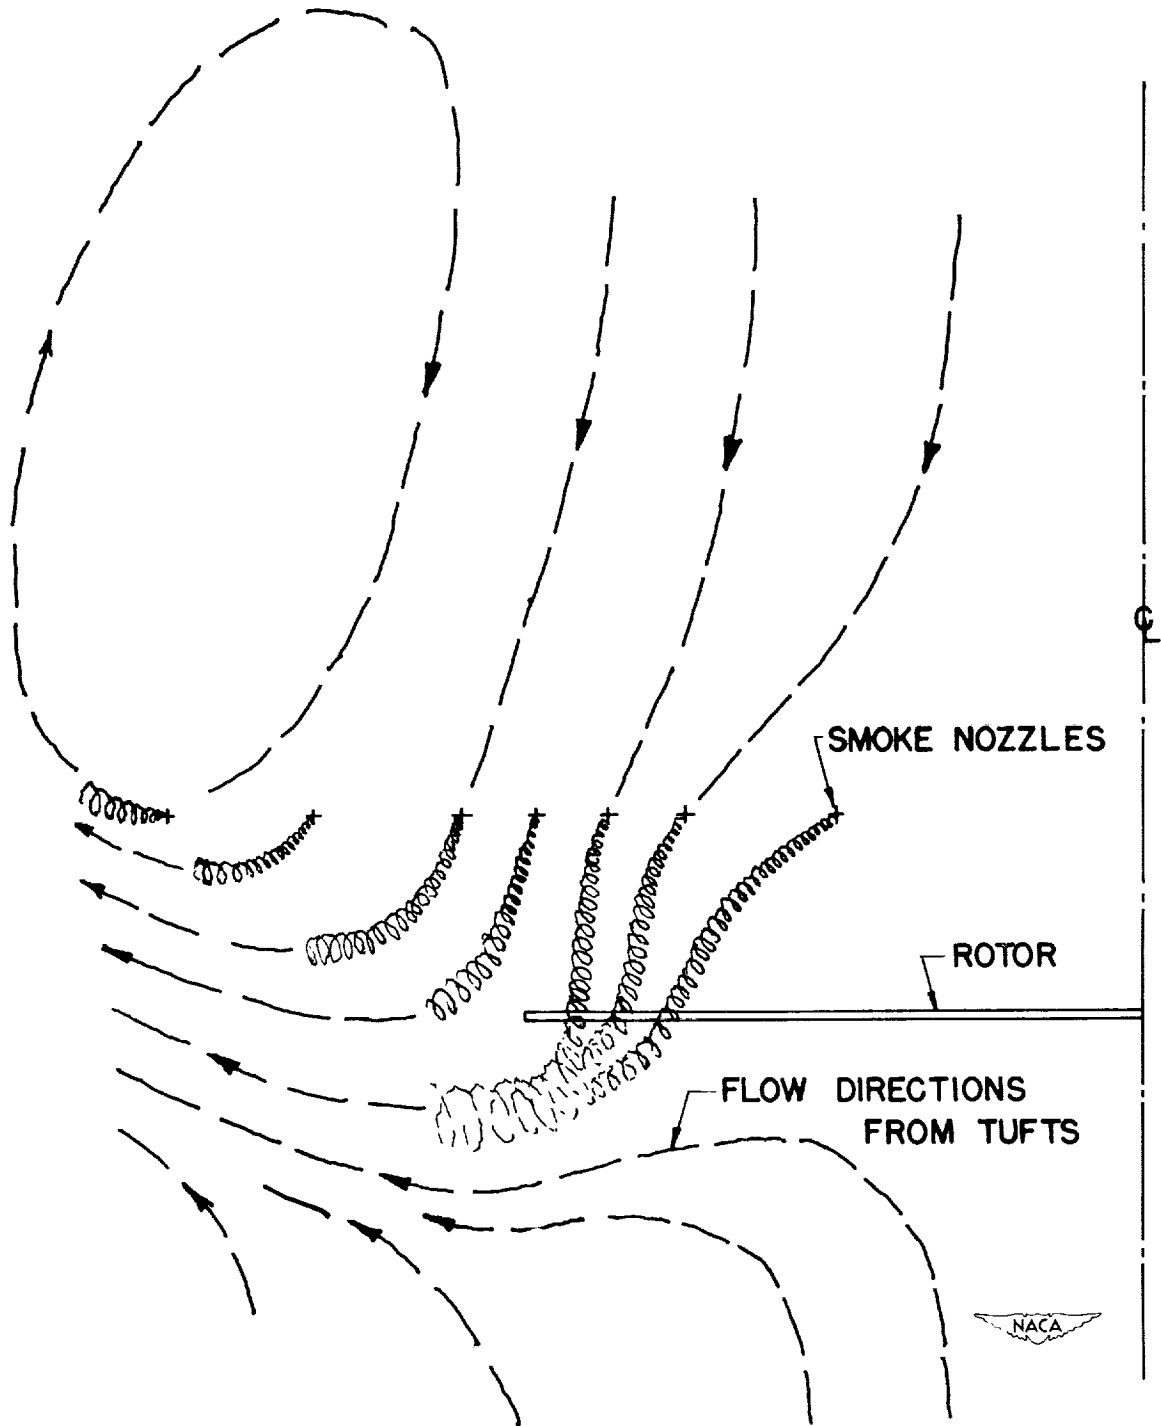 ℄
SMOKE NOZZLES
ROTOR
FLOW DIRECTIONS
FROM TUFTS
NACA